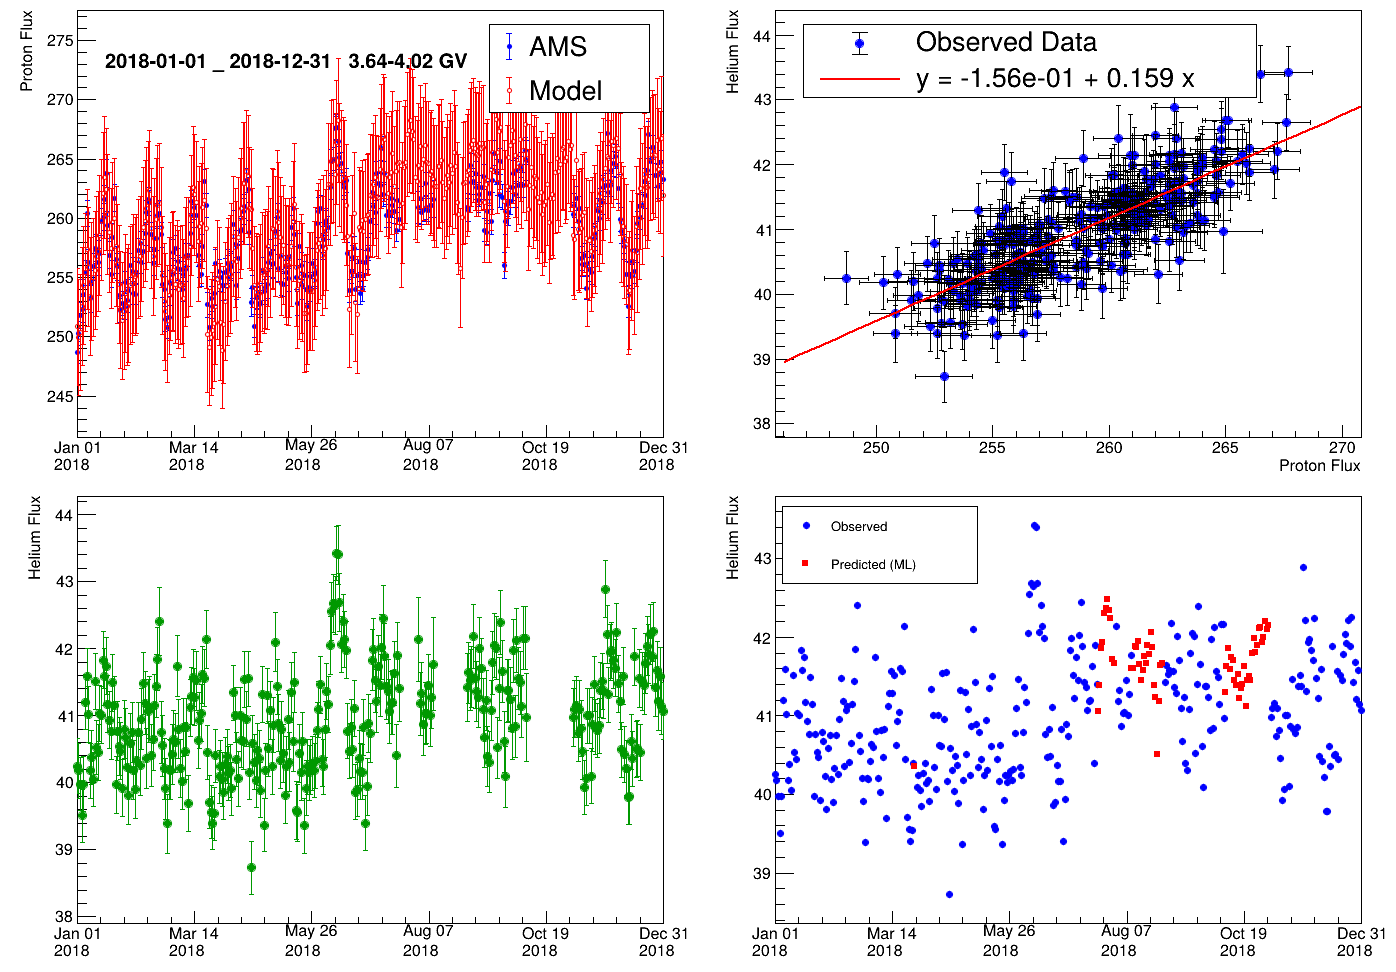 Proton Flux
275
270
265
260
255
250
245
2018-01-01 _ 2018-12-31   3.64-4.02 GV
AMS
Model
Jan 01
2018
Mar 14
2018
May 26
2018
Aug 07
2018
Oct 19
2018
Dec 31
2018
Helium Flux
44
43
42
41
40
39
38
Observed Data
y = -1.56e-01 + 0.159 x
250
255
260
265
270
Proton Flux
Helium Flux
44
43
42
41
40
39
38
Jan 01
2018
Mar 14
2018
May 26
2018
Aug 07
2018
Oct 19
2018
Dec 31
2018
Helium Flux
43
42
41
40
39
Observed
Predicted (ML)
Jan 01
2018
Mar 14
2018
May 26
2018
Aug 07
2018
Oct 19
2018
Dec 31
2018